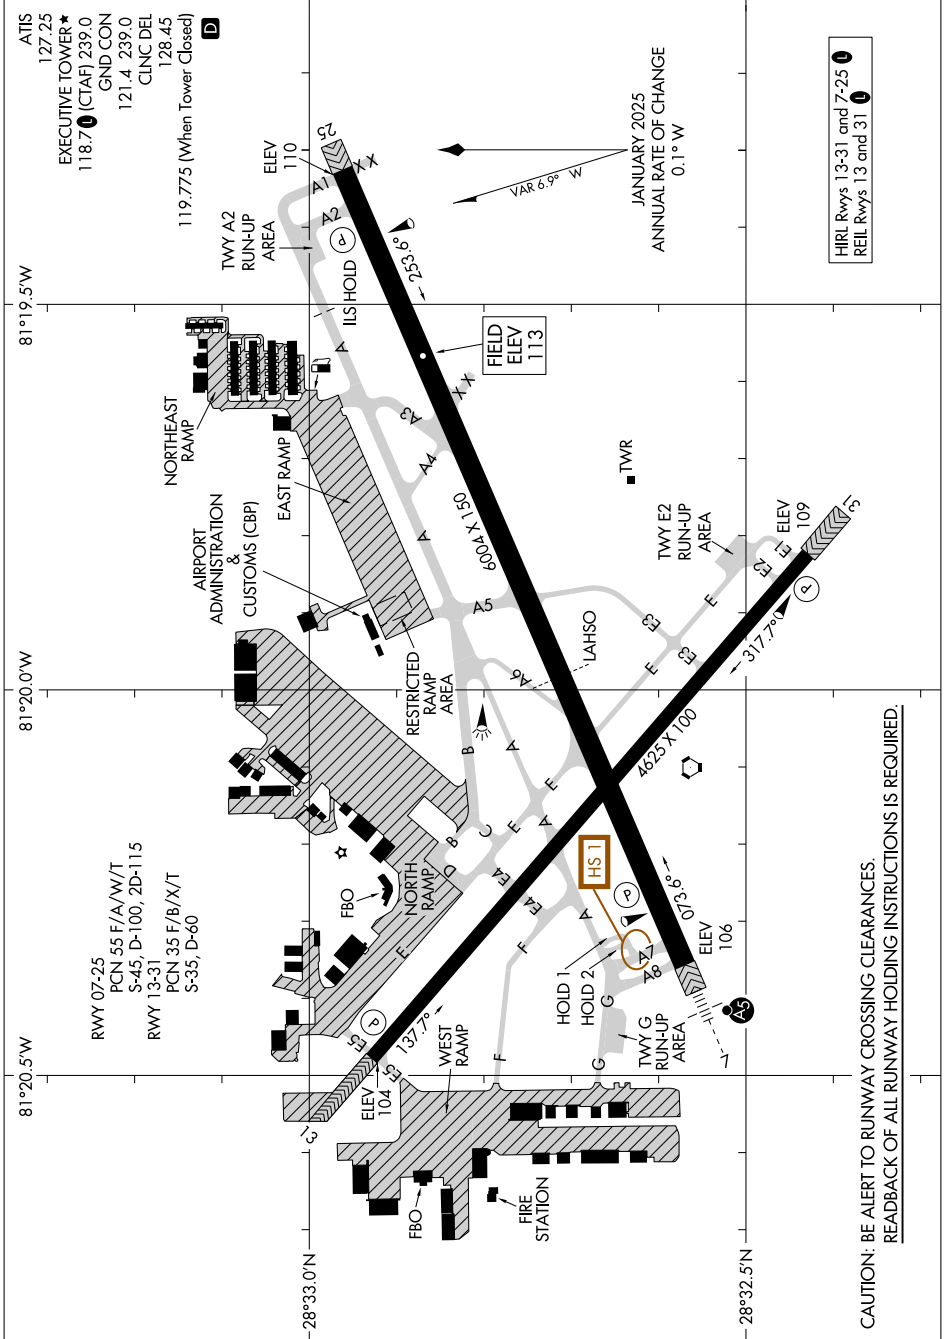 ATIS
127.25
EXECUTIVE TOWER★
118.7 L (CTAF) 239.0
GND CON
121.4 239.0
CLNC DEL
128.45
119.775 (When Tower Closed)
D
HIRL Rwys 13-31 and 7-25 L
REIL Rwys 13 and 31 L
JANUARY 2025
ANNUAL RATE OF CHANGE
0.1° W
VAR 6.9° W
81°19.5'W
81°20.0'W
81°20.5'W
28°33.0'N
28°32.5'N
25
ELEV
110
X X
A1
A2
TWY A2
RUN-UP
AREA
P
253.6°
ILS HOLD
A
FIELD
ELEV
113
X X
A3
A4
A
NORTHEAST
RAMP
EAST RAMP
6004 X 150
TWR
AIRPORT
ADMINISTRATION
&
CUSTOMS (CBP)
TWY E2
RUN-UP
AREA
ELEV
109
31
E1
E2
E
P
317.7°
A5
E3
E3
E
LAHSO
A6
RESTRICTED
RAMP
AREA
B
A
E
4625 X 100
A
E
C
B
D
E4
E4
NORTH
RAMP
FBO
E
F
HS 1
A
P
073.6°
ELEV
106
A7
A8
HOLD 1
HOLD 2
G
TWY G
RUN-UP
AREA
G
7
A5
RWY 07-25
PCN 55 F/A/W/T
S-45, D-100, 2D-115
RWY 13-31
PCN 35 F/B/X/T
S-35, D-60
P
E5
137.7°
E5
ELEV
104
13
WEST
RAMP
F
FBO
FIRE
STATION
CAUTION: BE ALERT TO RUNWAY CROSSING CLEARANCES.
READBACK OF ALL RUNWAY HOLDING INSTRUCTIONS IS REQUIRED.